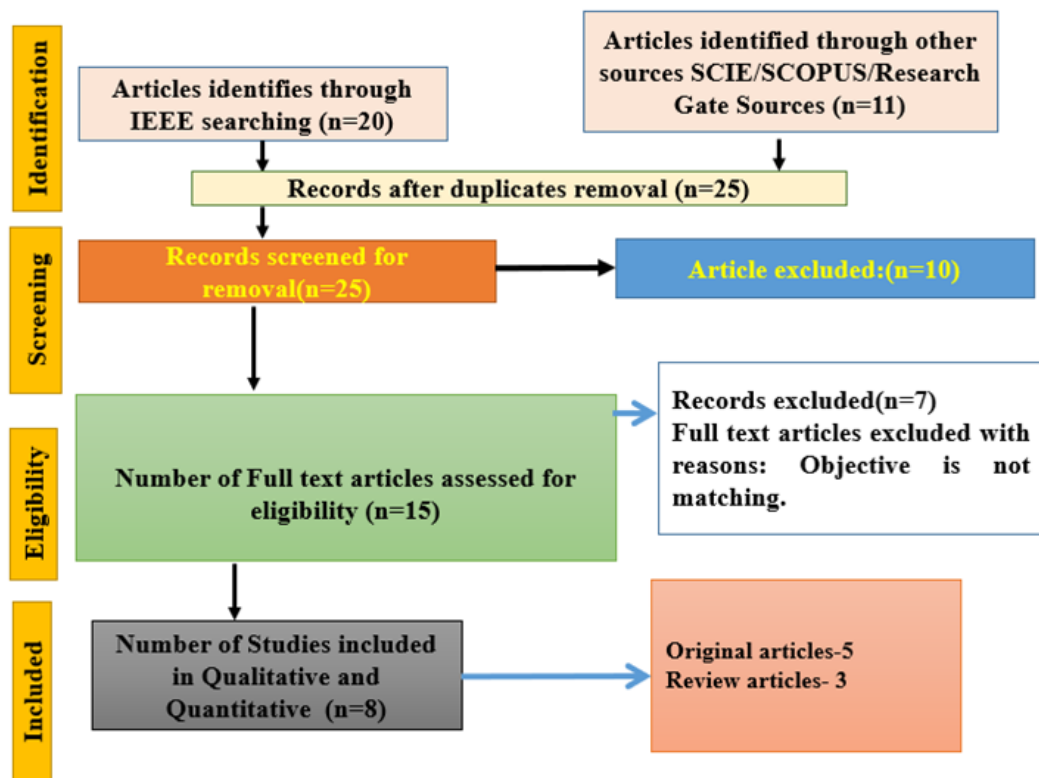 Identification
Articles identifies through
IEEE searching (n=20)
Articles identified through other
sources SCIE/SCOPUS/Research
Gate Sources (n=11)
Records after duplicates removal (n=25)
Screening
Records screened for
removal(n=25)
Article excluded:(n=10)
Eligibility
Number of Full text articles assessed for
eligibility (n=15)
Records excluded(n=7)
Full text articles excluded with
reasons: Objective is not
matching.
Included
Number of Studies included
in Qualitative and
Quantitative (n=8)
Original articles-5
Review articles- 3